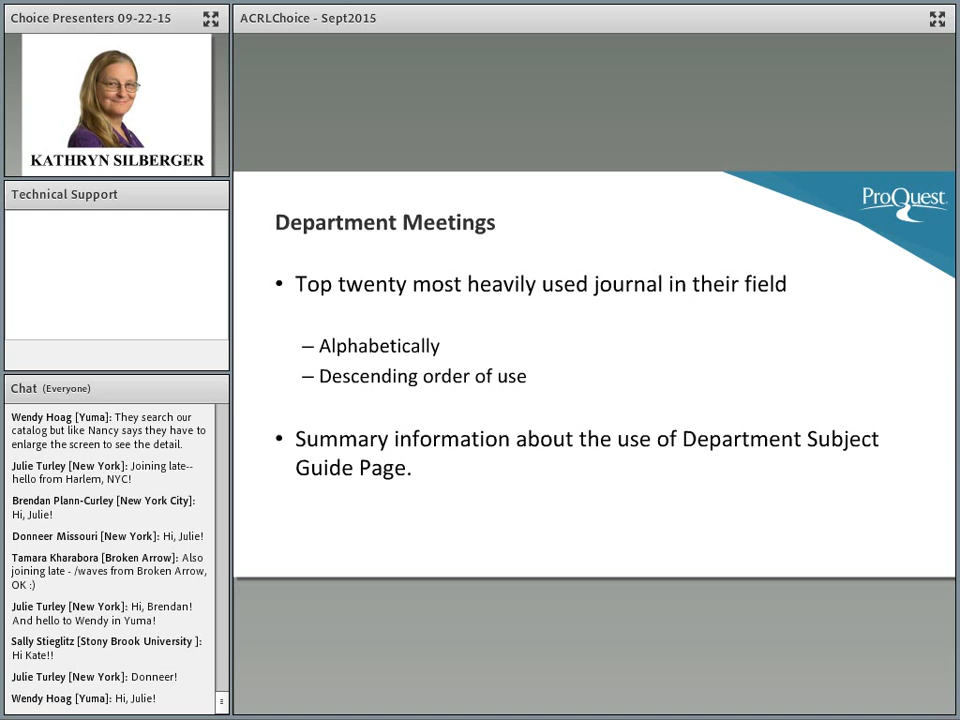 Choice Presenters 09-22-15
KATHRYN SILBERGER
Technical Support
Chat (Everyone)
Wendy Hoag [Yuma]: They search our
catalog but like Nancy says they have to
enlarge the screen to see the detail.
Julie Turley [New York]: Joining late--
hello from Harlem, NYC!
Brendan Plann-Curley [New York City]:
Hi, Julie!
Donneer Missouri [New York]: Hi, Julie!
Tamara Kharabora [Broken Arrow]: Also
joining late - /waves from Broken Arrow,
OK :)
Julie Turley [New York]: Hi, Brendan!
And hello to Wendy in Yuma!
Sally Stieglitz [Stony Brook University ]:
Hi Kate!!
Julie Turley [New York]: Donneer!
Wendy Hoag [Yuma]: Hi, Julie!
ACRLChoice - Sept2015
ProQuest
Department Meetings
• Top twenty most heavily used journal in their field
– Alphabetically
– Descending order of use
• Summary information about the use of Department Subject
Guide Page.